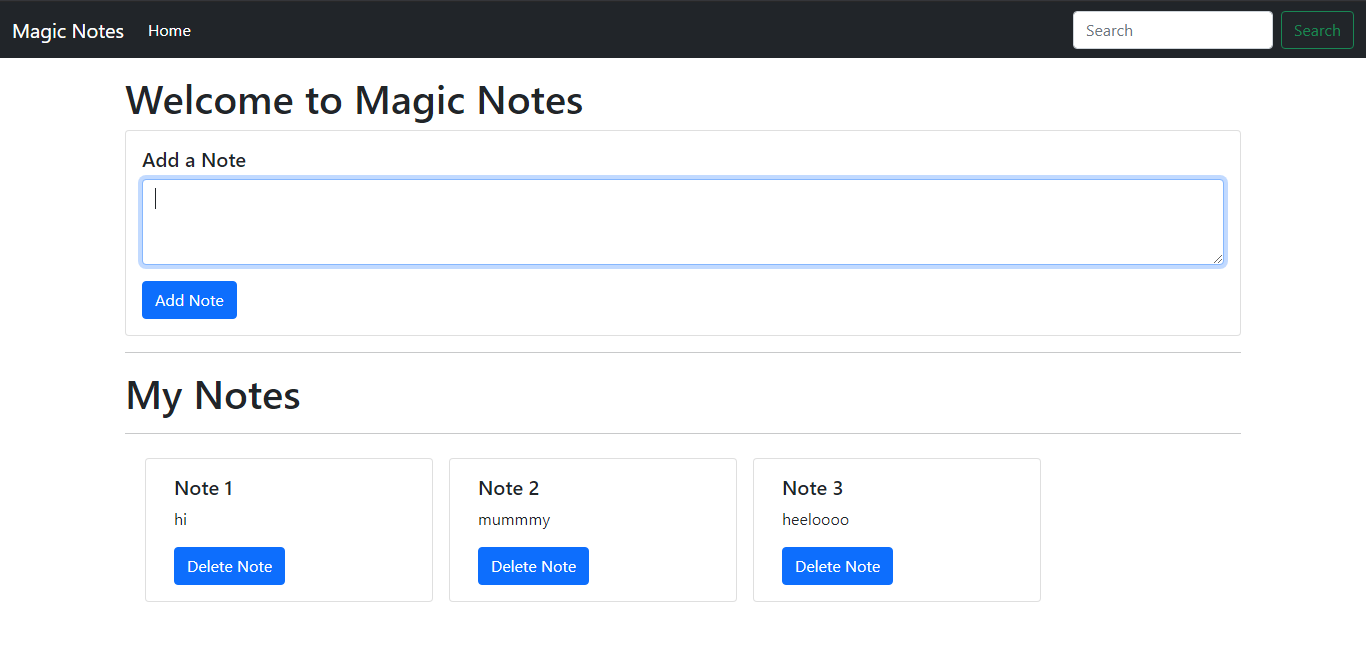 Magic Notes Home Search Search
Welcome to Magic Notes
Add a Note
Add Note
My Notes
Note 1
hi
Delete Note
Note 2
mummmy
Delete Note
Note 3
heeloooo
Delete Note